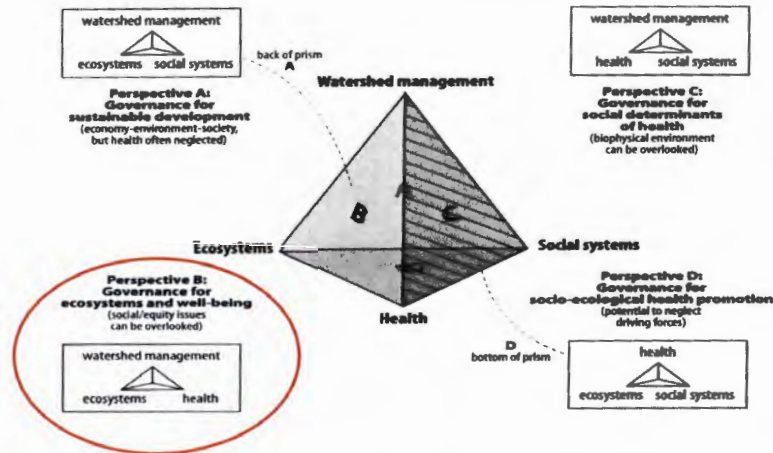 watershed management
ecosystems social systems
Perspective A:
Governance for
sustainable development
(economy-environment-society,
but health often neglected)
back of prism
A
Watershed management
watershed management
health social systems
Perspective C:
Governance for
social determinants
of health
(biophysical environment
can be overlooked)
A
B
C
Ecosystems
Social systems
Health
Perspective B:
Governance for
ecosystems and well-being
(social/equity issues
can be overlooked)
watershed management
ecosystems health
Perspective D:
Governance for
socio-ecological health promotion
(potential to neglect
driving forces)
D
bottom of prism
health
ecosystems social systems